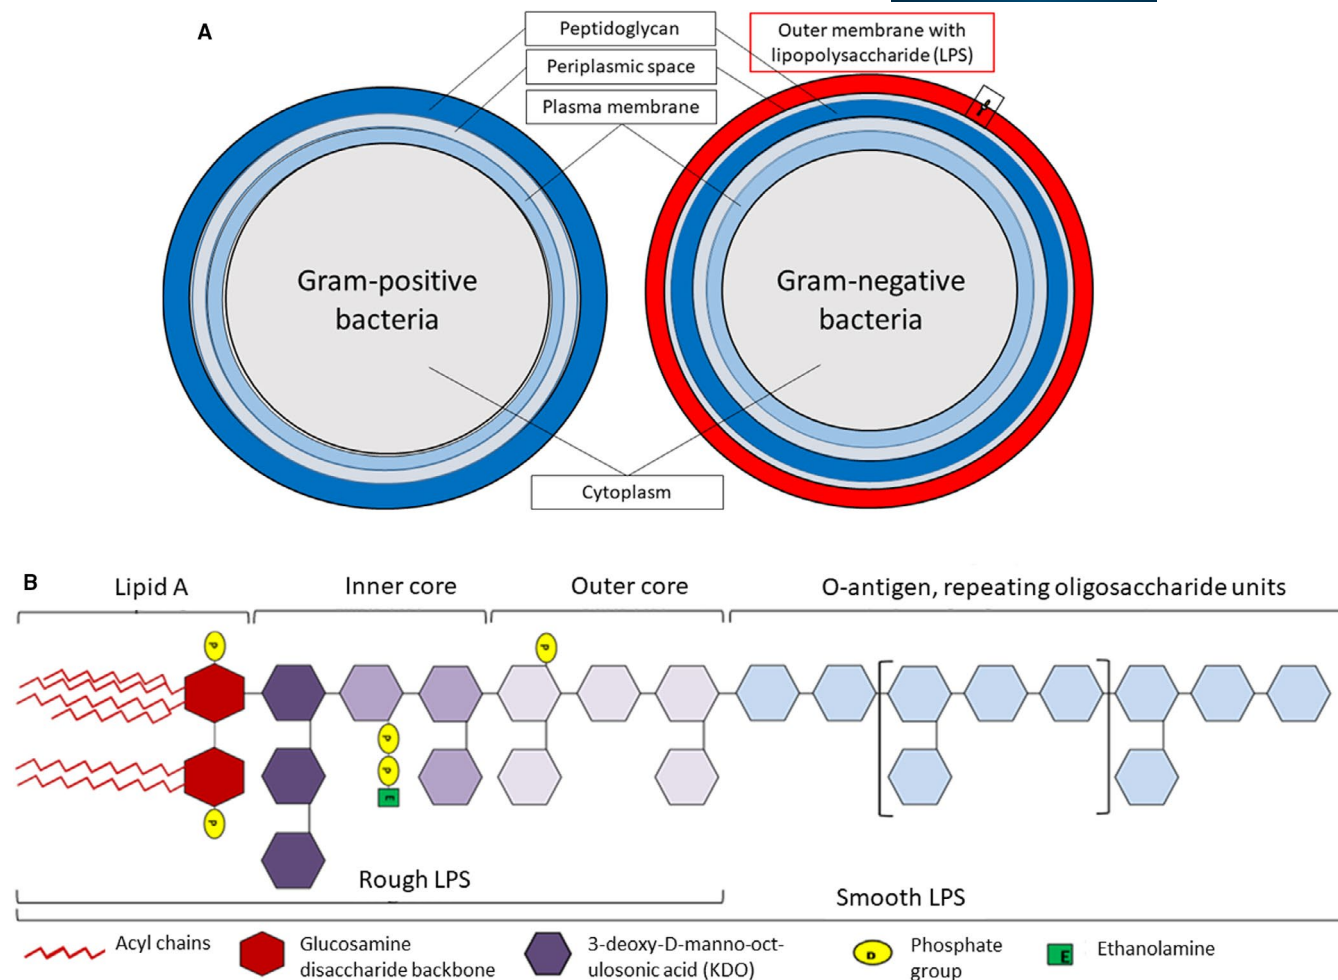 A
Peptidoglycan
Periplasmic space
Plasma membrane
Outer membrane with
lipopolysaccharide (LPS)
Gram-positive
bacteria
Gram-negative
bacteria
Cytoplasm
B
Lipid A
Inner core
Outer core
O-antigen, repeating oligosaccharide units
P
P
P
P
E
P
Rough LPS
Smooth LPS
Acyl chains
Glucosamine
disaccharide backbone
3-deoxy-D-manno-oct-
ulosonic acid (KDO)
P
Phosphate
group
E
Ethanolamine